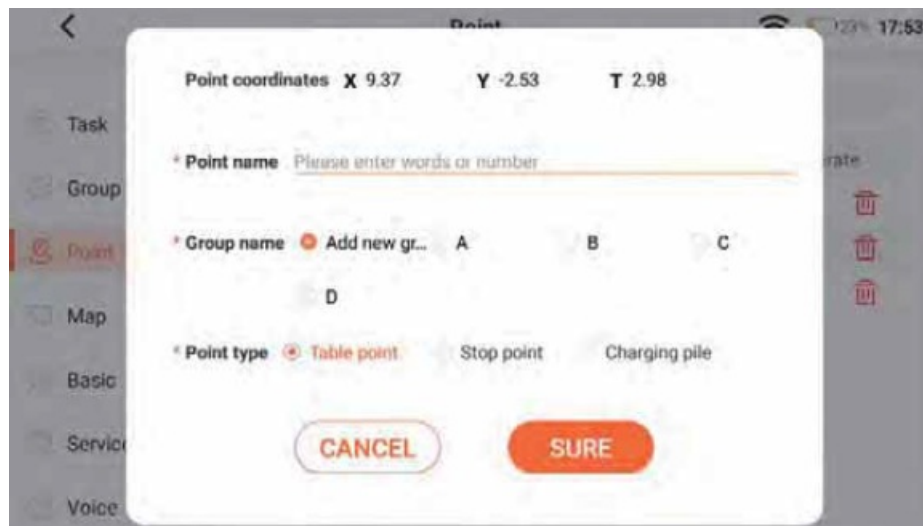 Point
23% 17:53
Point coordinates X 9.37 Y -2.53 T 2.98
Task
* Point name Please enter words or number
rate
Group
* Group name Add new gr... A B C
Point
D
Map
* Point type Table point Stop point Charging pile
Basic
CANCEL SURE
Service
Voice